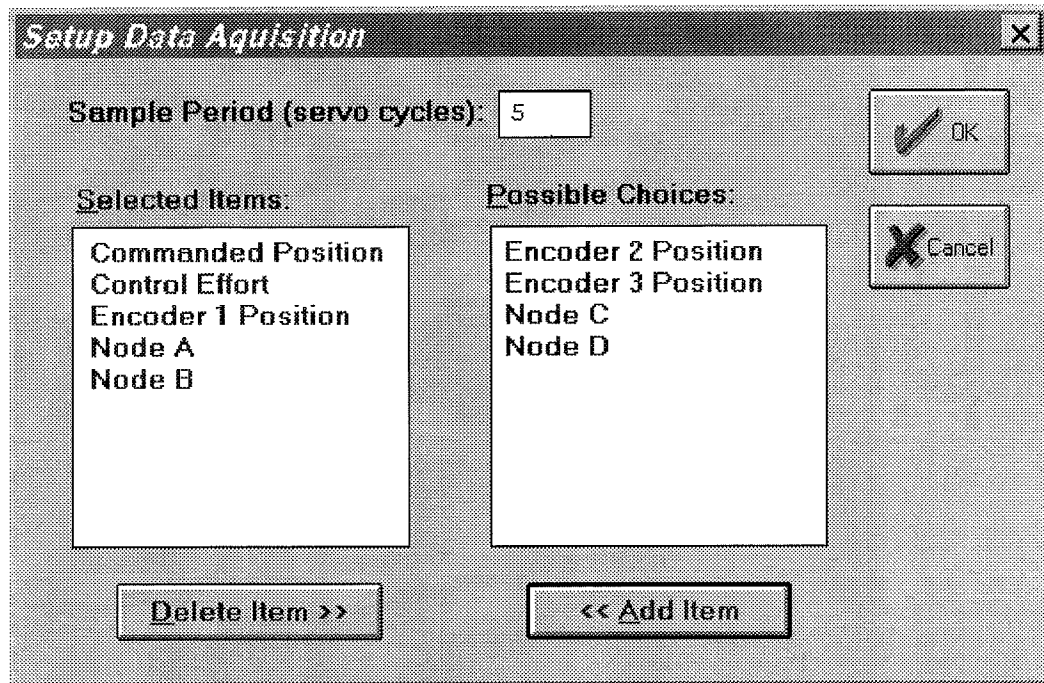 Setup Data Aquisition
Sample Period (servo cycles): 5
OK
Cancel
Selected Items:
Commanded Position
Control Effort
Encoder 1 Position
Node A
Node B
Possible Choices:
Encoder 2 Position
Encoder 3 Position
Node C
Node D
Delete Item >>
<< Add Item